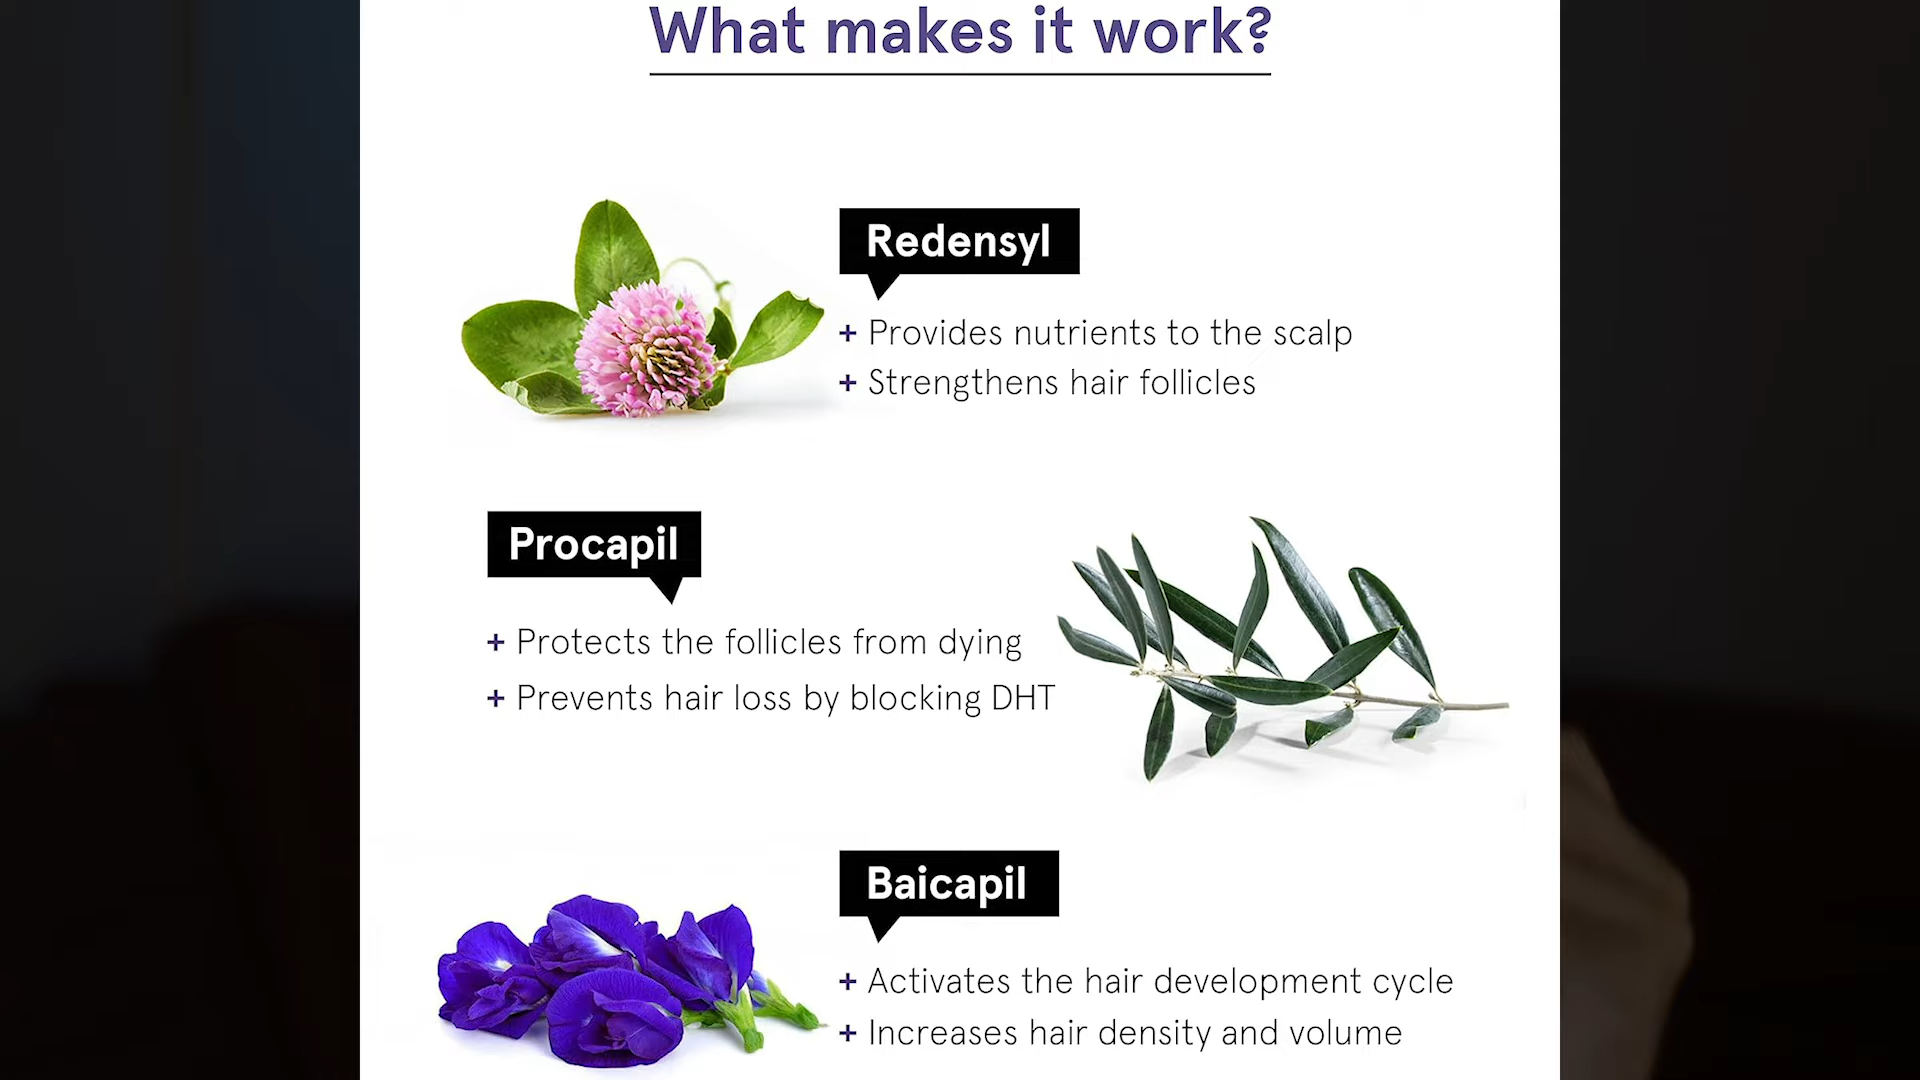 What makes it work?
Redensyl
+ Provides nutrients to the scalp
+ Strengthens hair follicles
Procapil
+ Protects the follicles from dying
+ Prevents hair loss by blocking DHT
Baicapil
+ Activates the hair development cycle
+ Increases hair density and volume